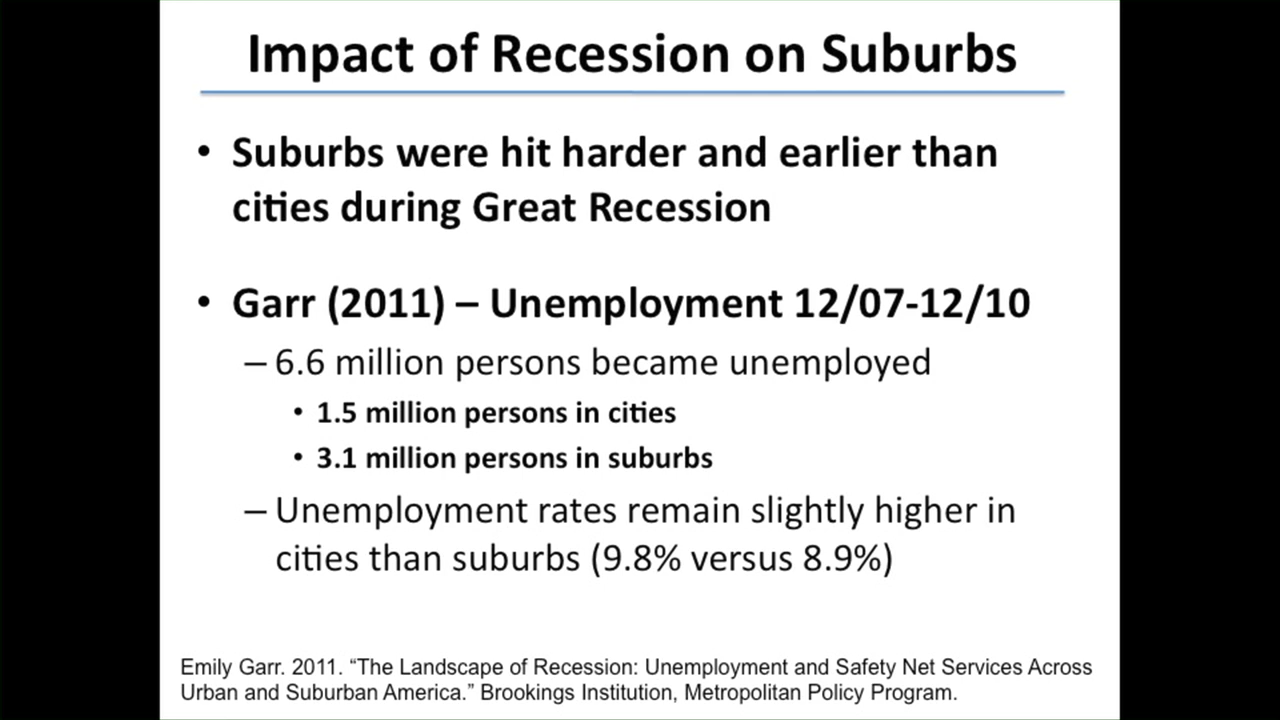 Impact of Recession on Suburbs
• Suburbs were hit harder and earlier than
cities during Great Recession
• Garr (2011) – Unemployment 12/07-12/10
– 6.6 million persons became unemployed
• 1.5 million persons in cities
• 3.1 million persons in suburbs
– Unemployment rates remain slightly higher in
cities than suburbs (9.8% versus 8.9%)
Emily Garr. 2011. “The Landscape of Recession: Unemployment and Safety Net Services Across
Urban and Suburban America.” Brookings Institution, Metropolitan Policy Program.